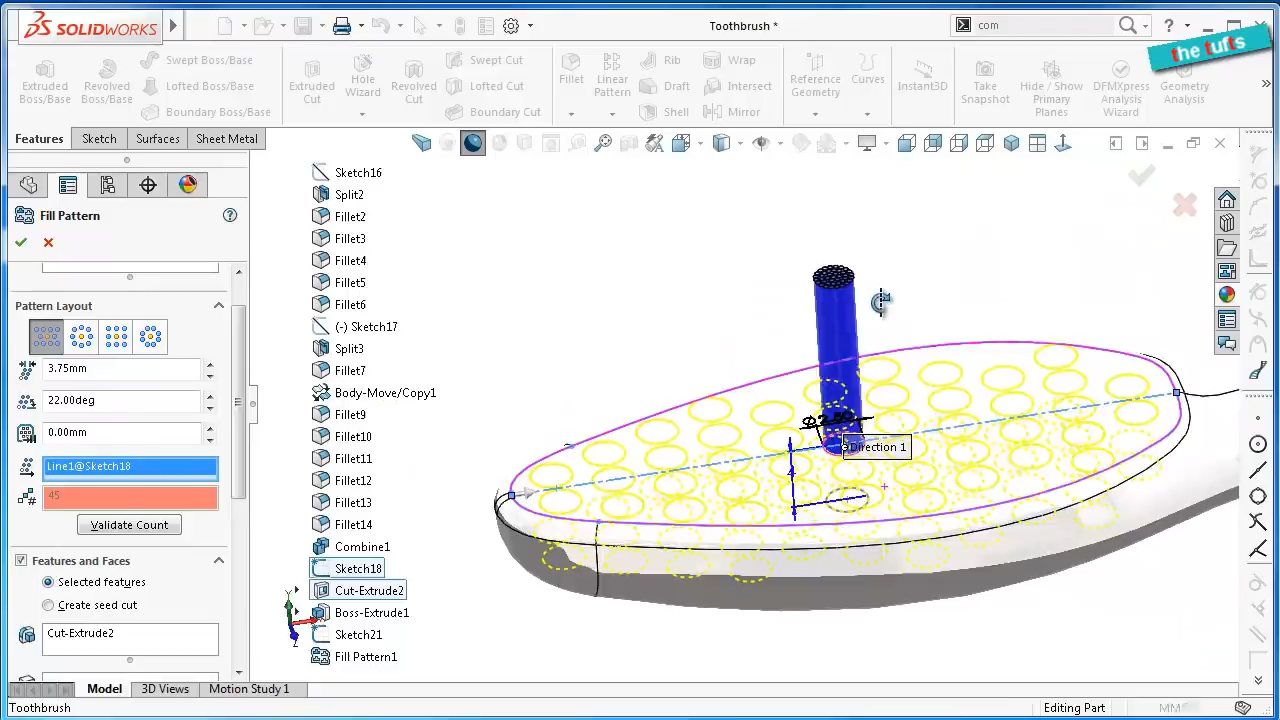 SOLIDWORKS
Toothbrush *
com
the tufts
Extruded Boss/Base
Revolved Boss/Base
Swept Boss/Base
Lofted Boss/Base
Boundary Boss/Base
Extruded Cut
Hole Wizard
Revolved Cut
Swept Cut
Lofted Cut
Boundary Cut
Fillet
Linear Pattern
Rib
Draft
Shell
Wrap
Intersect
Mirror
Reference Geometry
Curves
Instant3D
Take Snapshot
Hide / Show Primary Planes
DFMXpress Analysis Wizard
Geometry Analysis
Features
Sketch
Surfaces
Sheet Metal
Fill Pattern
Pattern Layout
3.75mm
22.00deg
0.00mm
Line1@Sketch18
45
Validate Count
Features and Faces
Selected features
Create seed cut
Cut-Extrude2
Sketch16
Split2
Fillet2
Fillet3
Fillet4
Fillet5
Fillet6
(-) Sketch17
Split3
Fillet7
Body-Move/Copy1
Fillet9
Fillet10
Fillet11
Fillet12
Fillet13
Fillet14
Combine1
Sketch18
Cut-Extrude2
Boss-Extrude1
Sketch21
Fill Pattern1
Direction 1
Z
Model
3D Views
Motion Study 1
Toothbrush
Editing Part
MM